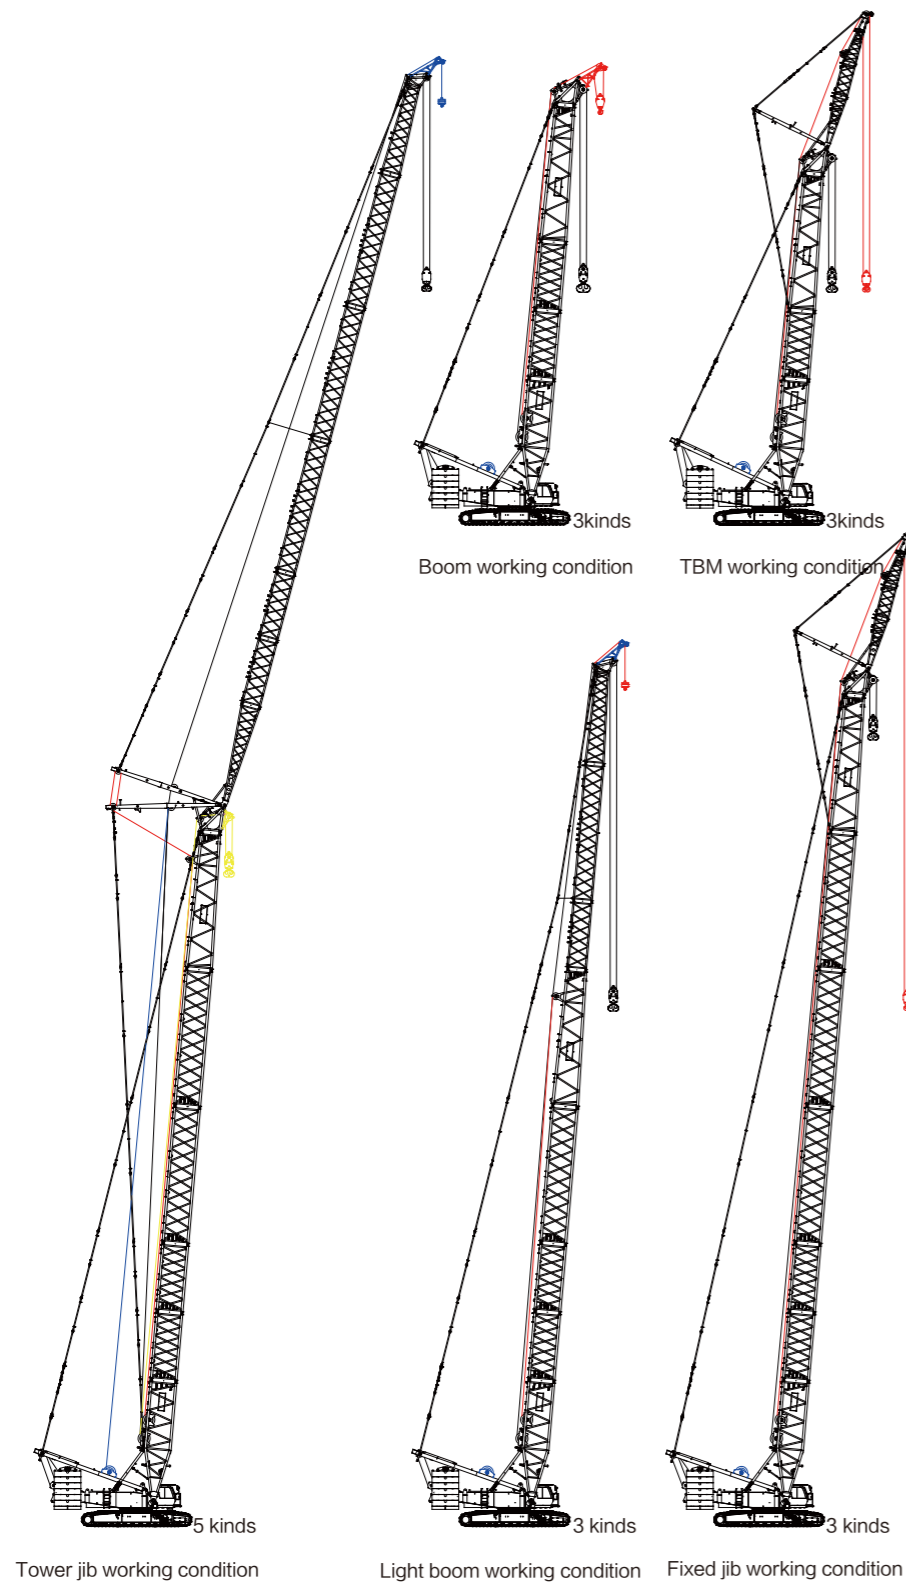 3kinds
3kinds
Boom working condition
TBM working condition
5 kinds
3 kinds
3 kinds
Tower jib working condition
Light boom working condition
Fixed jib working condition